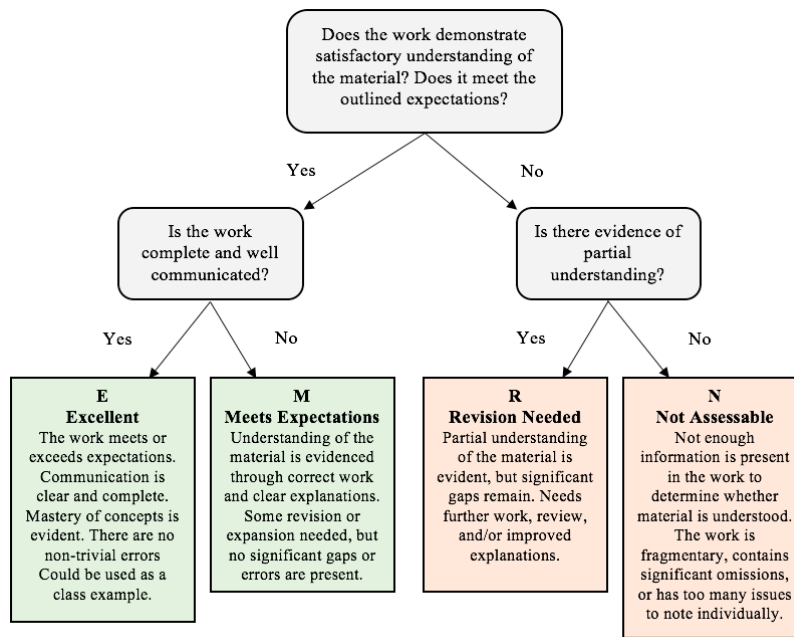 Does the work demonstrate
satisfactory understanding of
the material? Does it meet the
outlined expectations?
Yes
No
Is the work
complete and well
communicated?
Is there evidence of
partial
understanding?
Yes
No
Yes
No
E
Excellent
The work meets or
exceeds expectations.
Communication is
clear and complete.
Mastery of concepts is
evident. There are no
non-trivial errors
Could be used as a
class example.
M
Meets Expectations
Understanding of the
material is evidenced
through correct work
and clear explanations.
Some revision or
expansion needed, but
no significant gaps or
errors are present.
R
Revision Needed
Partial understanding
of the material is
evident, but significant
gaps remain. Needs
further work, review,
and/or improved
explanations.
N
Not Assessable
Not enough
information is present
in the work to
determine whether
material is understood.
The work is
fragmentary, contains
significant omissions,
or has too many issues
to note individually.